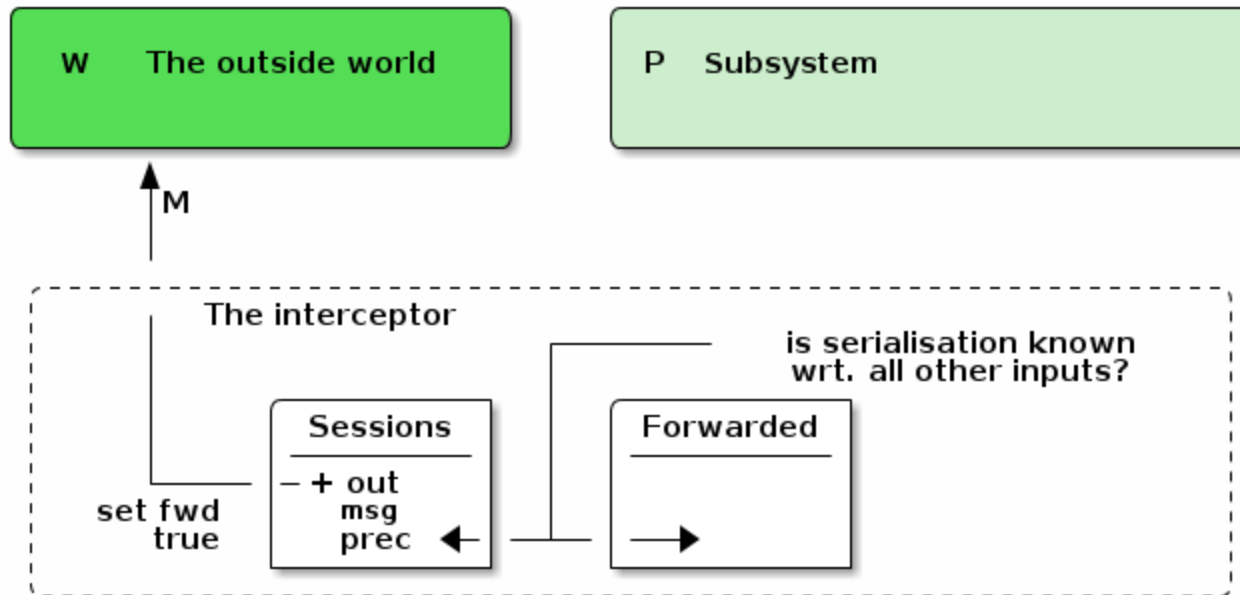 W The outside world
P Subsystem
M
The interceptor
is serialisation known
wrt. all other inputs?
Sessions
Forwarded
+ out
set fwd
msg
true
prec